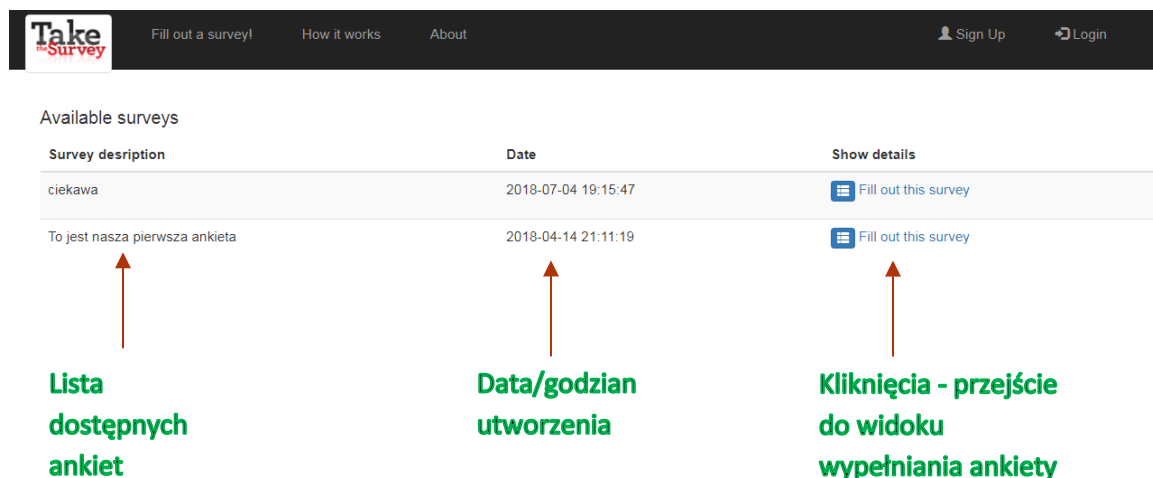 Take
the Survey
Fill out a survey! How it works About Sign Up Login
Available surveys
Survey desription Date Show details
ciekawa 2018-07-04 19:15:47 Fill out this survey
To jest nasza pierwsza ankieta 2018-04-14 21:11:19 Fill out this survey
Lista
dostępnych
ankiet
Data/godzian
utworzenia
Kliknięcia - przejście
do widoku
wypełniania ankiety